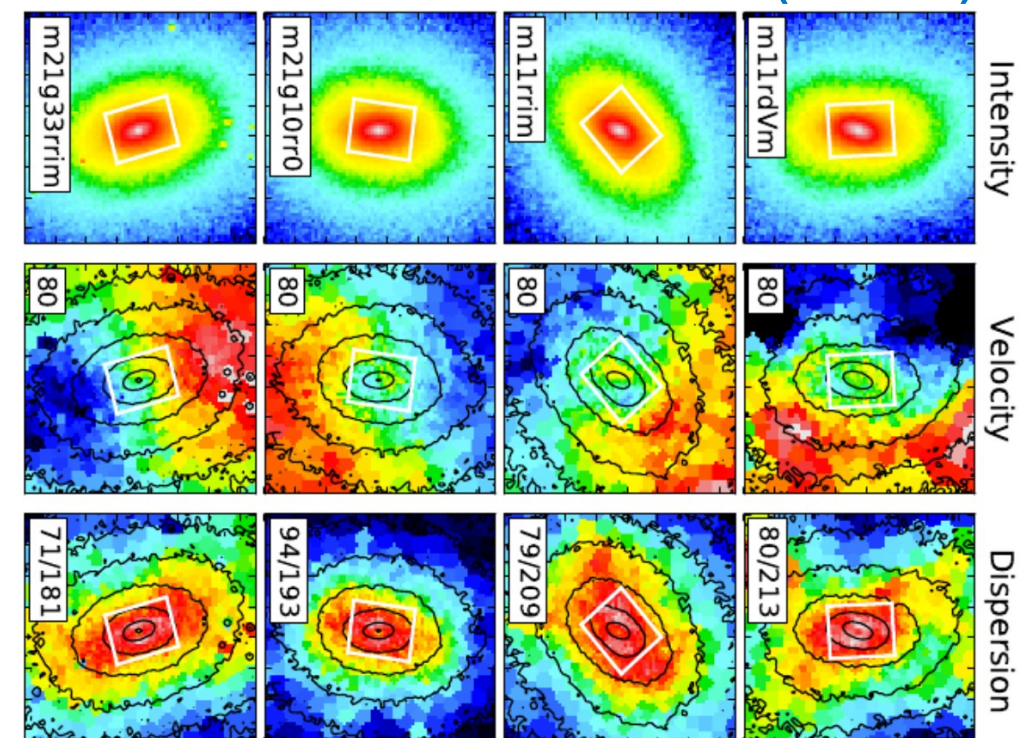 Intensity
Velocity
Dispersion
m11rdVm
80
80/213
m11rrim
80
79/209
m21g10rr0
80
94/193
m21g33rrim
80
71/181